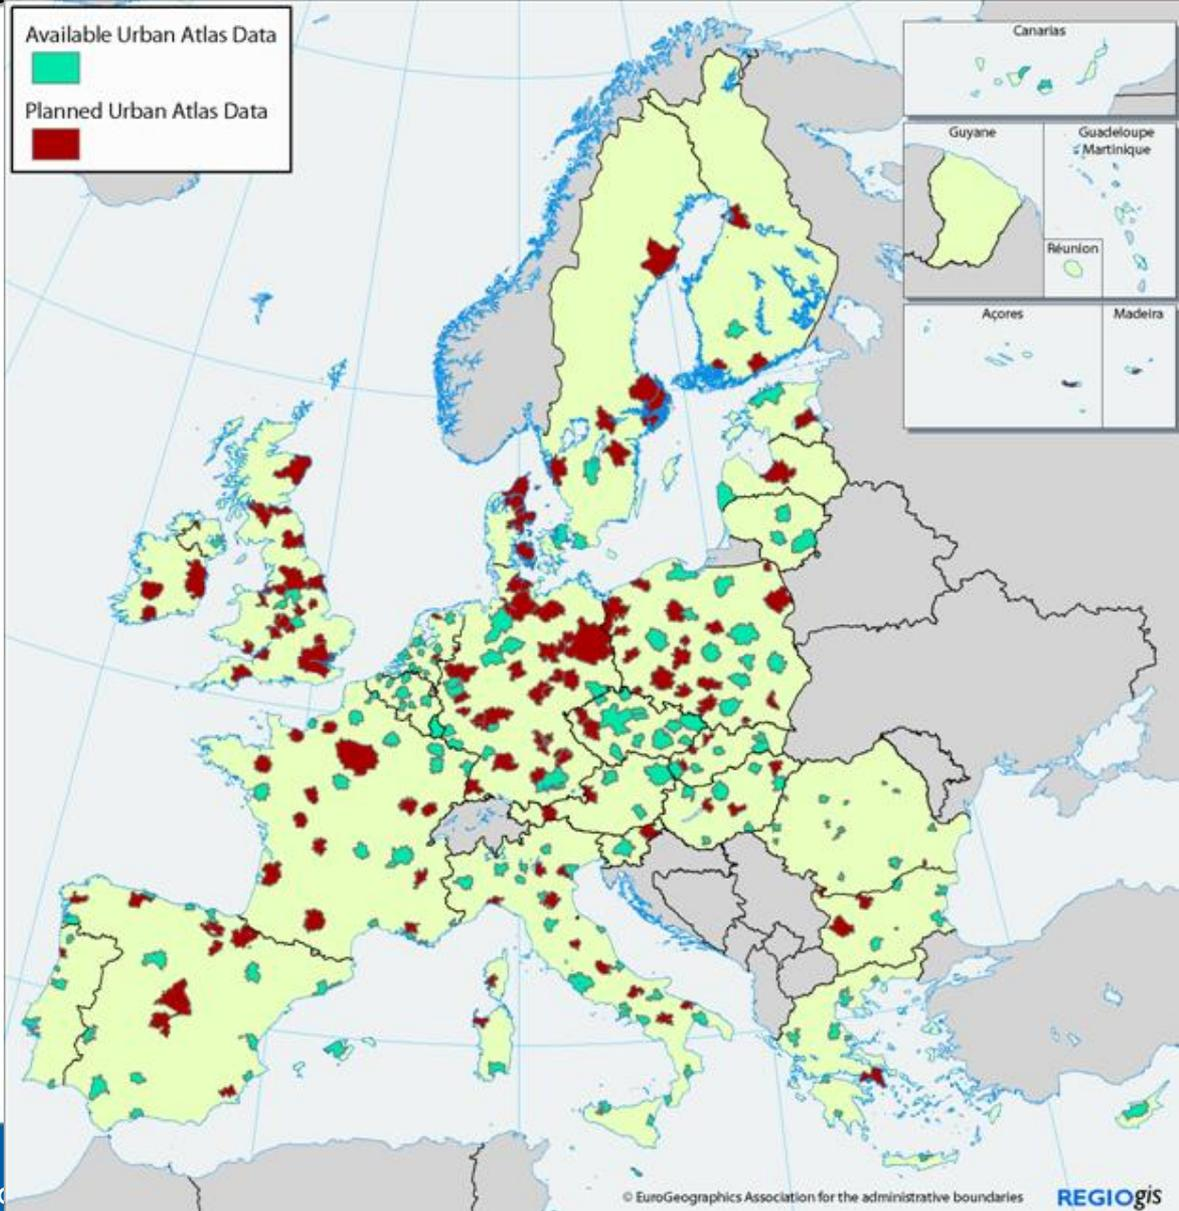 Available Urban Atlas Data
Planned Urban Atlas Data
Canarias
Guyane
Guadeloupe
Martinique
Réunion
Açores
Madeira
© EuroGeographics Association for the administrative boundaries
REGIOgis